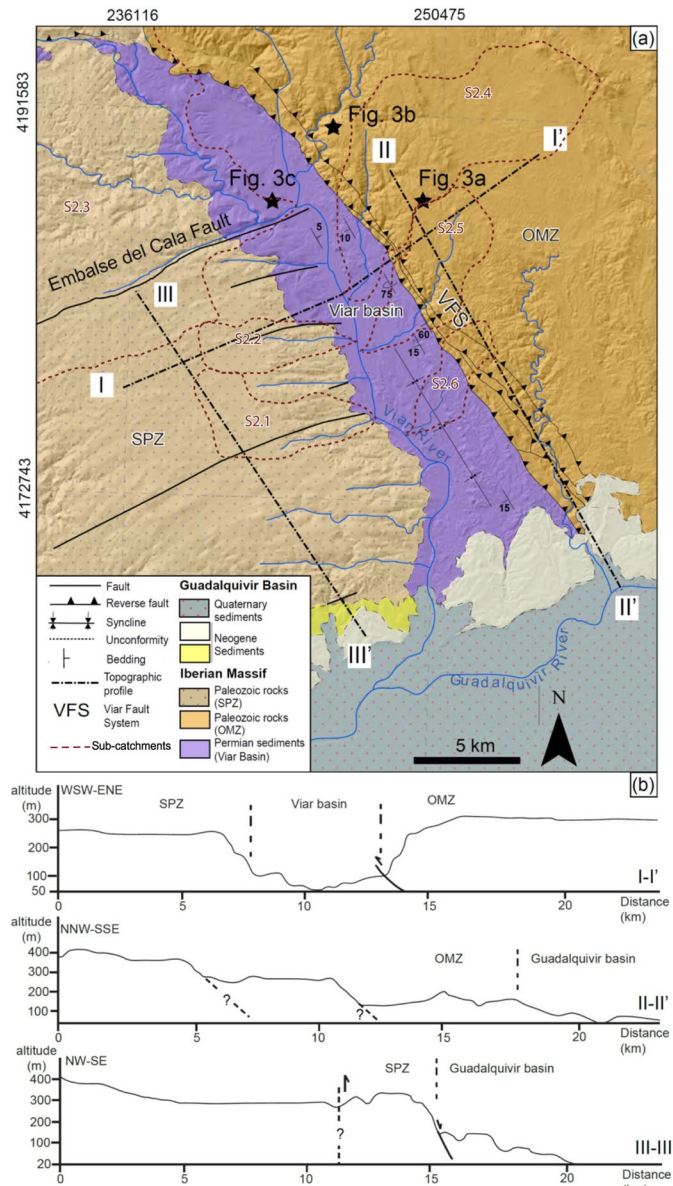 236116
250475
(a)
4191583
S2.4
Fig. 3b
II
I'
Fig. 3c
Fig. 3a
S2.3
S2.5
OMZ
Embalse del Cala Fault
5
10
III
75
VFS
Viar basin
S2.2
60
15
I
S2.6
S2.1
Viar River
SPZ
4172743
15
Fault
Reverse fault
Syncline
Unconformity
Bedding
Topographic
profile
VFS
Viar Fault
System
Sub-catchments
Guadalquivir Basin
Quaternary
sediments
Neogene
Sediments
Iberian Massif
Paleozoic rocks
(SPZ)
Paleozoic rocks
(OMZ)
Permian sediments
(Viar Basin)
III'
II'
Guadalquivir River
N
5 km
(b)
altitude
(m)
WSW-ENE
SPZ
Viar basin
OMZ
300
200
100
50
0
5
10
15
20
Distance
(km)
I-I'
altitude
(m)
NNW-SSE
OMZ
Guadalquivir basin
400
300
200
100
?
?
0
5
10
15
20
Distance
(km)
II-II'
altitude
(m)
NW-SE
SPZ
Guadalquivir basin
400
300
200
100
20
?
0
5
10
15
20
Distance
III-III